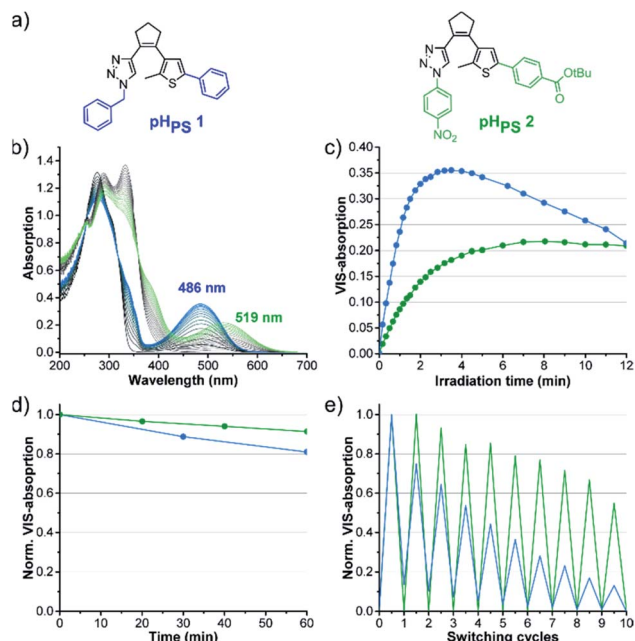 a)
N
N
N
S
pHPS 1
N
N
N
S
OtBu
O
NO2
pHPS 2
b)
Absorption
1.4
1.2
1.0
0.8
0.6
0.4
0.2
0.0
486 nm
519 nm
200 300 400 500 600 700
Wavelength (nm)
c)
VIS-absorption
0.40
0.35
0.30
0.25
0.20
0.15
0.10
0.05
0.00
0 2 4 6 8 10 12
Irradiation time (min)
d)
Norm. VIS-absoprtion
1.0
0.8
0.6
0.4
0.2
0.0
0 10 20 30 40 50 60
Time (min)
e)
Norm. VIS-absoprtion
1.0
0.8
0.6
0.4
0.2
0.0
0 1 2 3 4 5 6 7 8 9 10
Switching cycles